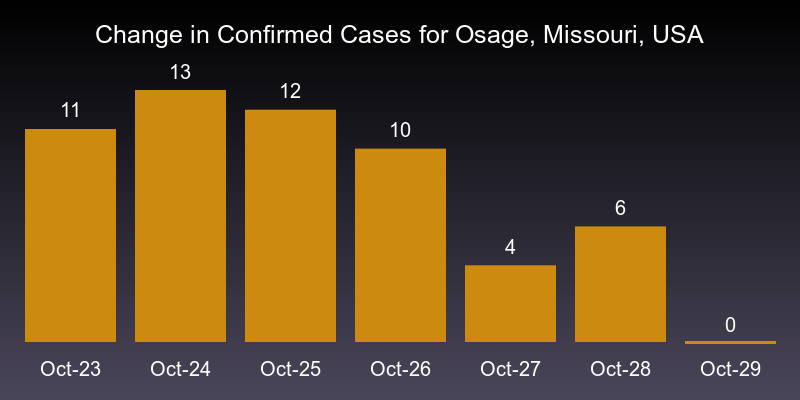 Change in Confirmed Cases for Osage, Missouri, USA
11
13
12
10
4
6
0
Oct-23
Oct-24
Oct-25
Oct-26
Oct-27
Oct-28
Oct-29